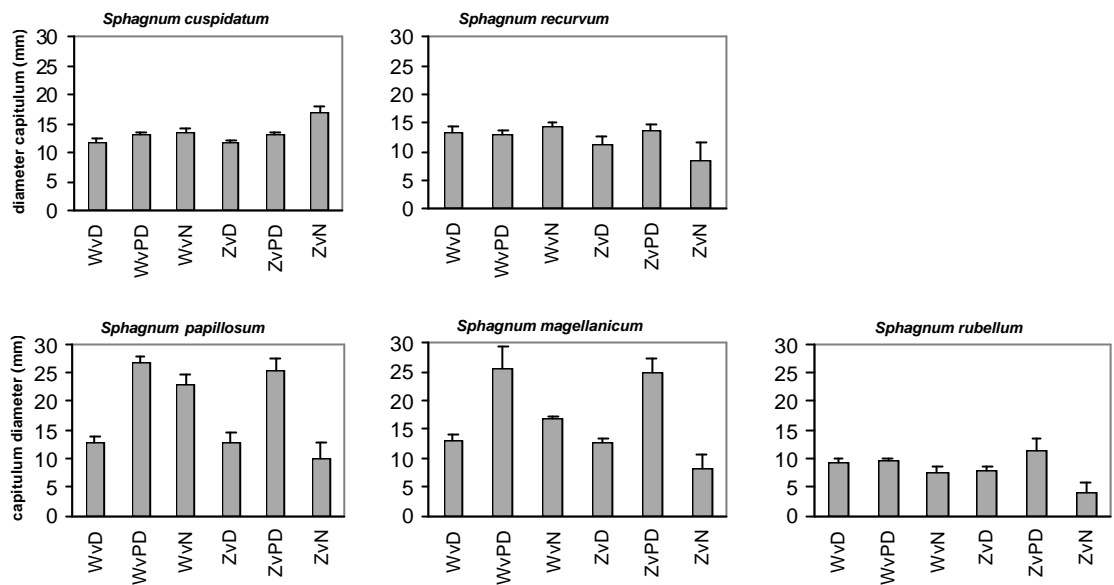 Sphagnum cuspidatum
diameter capitulum (mm)
30
25
20
15
10
5
0
WvD
WvPD
WvN
ZvD
ZvPD
ZvN
Sphagnum recurvum
30
25
20
15
10
5
0
WvD
WvPD
WvN
ZvD
ZvPD
ZvN
Sphagnum papillosum
capitulum diameter (mm)
30
25
20
15
10
5
0
WvD
WvPD
WvN
ZvD
ZvPD
ZvN
Sphagnum magellanicum
30
25
20
15
10
5
0
WvD
WvPD
WvN
ZvD
ZvPD
ZvN
Sphagnum rubellum
30
25
20
15
10
5
0
WvD
WvPD
WvN
ZvD
ZvPD
ZvN